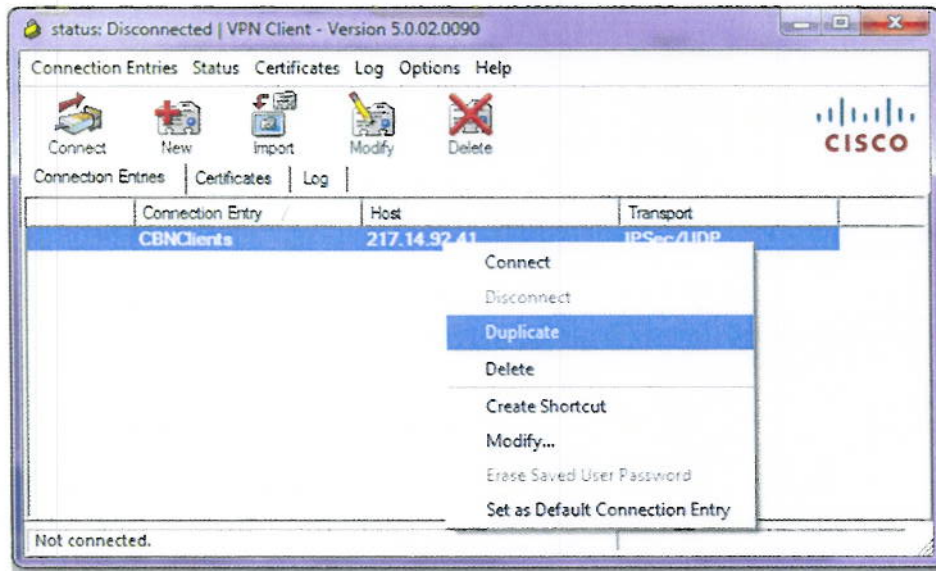 status: Disconnected | VPN Client - Version 5.0.02.0090
Connection Entries Status Certificates Log Options Help
Connect New Import Modify Delete
CISCO
Connection Entries Certificates Log
Connection Entry Host Transport
CBNClients 217.14.92.41 IPSec/UDP
Connect
Disconnect
Duplicate
Delete
Create Shortcut
Modify...
Erase Saved User Password
Set as Default Connection Entry
Not connected.